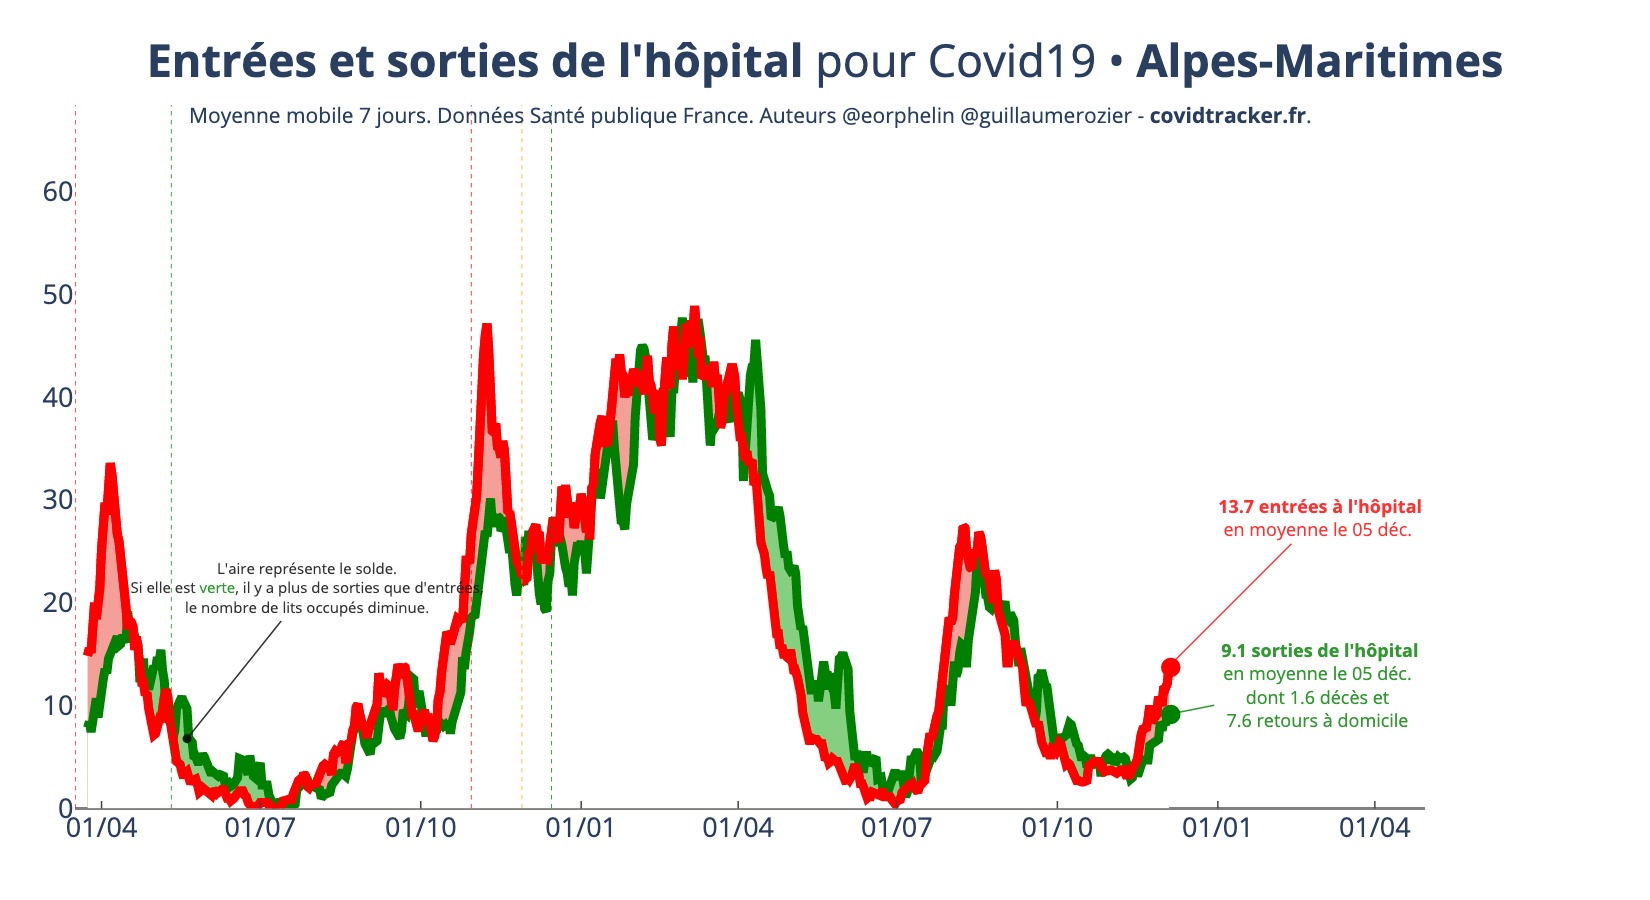 Entrées et sorties de l'hôpital pour Covid19 • Alpes-Maritimes
Moyenne mobile 7 jours. Données Santé publique France. Auteurs @eorphelin @guillaumerozier - covidtracker.fr.
60
50
40
30
20
10
0
13.7 entrées à l'hôpital
en moyenne le 05 déc.
L'aire représente le solde.
Si elle est verte, il y a plus de sorties que d'entrées,
le nombre de lits occupés diminue.
9.1 sorties de l'hôpital
en moyenne le 05 déc.
dont 1.6 décès et
7.6 retours à domicile
01/04 01/07 01/10 01/01 01/04 01/07 01/10 01/01 01/04